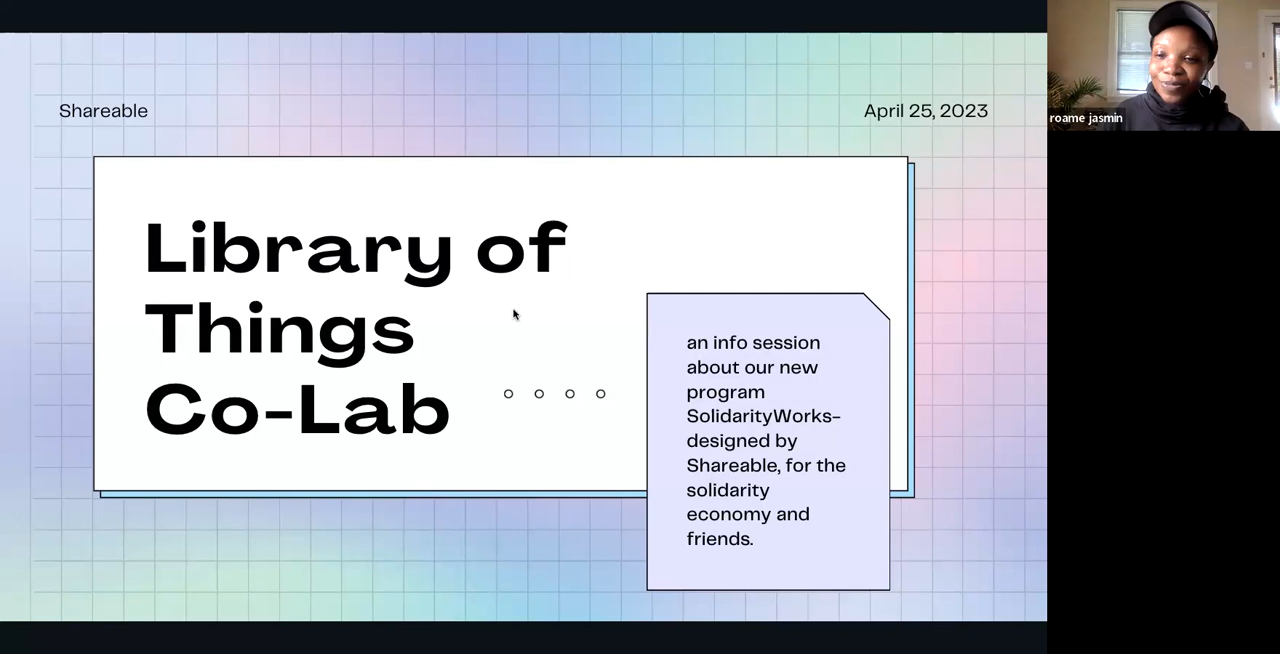 Shareable
April 25, 2023
roame jasmin
Library of
Things
Co-Lab
an info session
about our new
program
SolidarityWorks–
designed by
Shareable, for the
solidarity
economy and
friends.